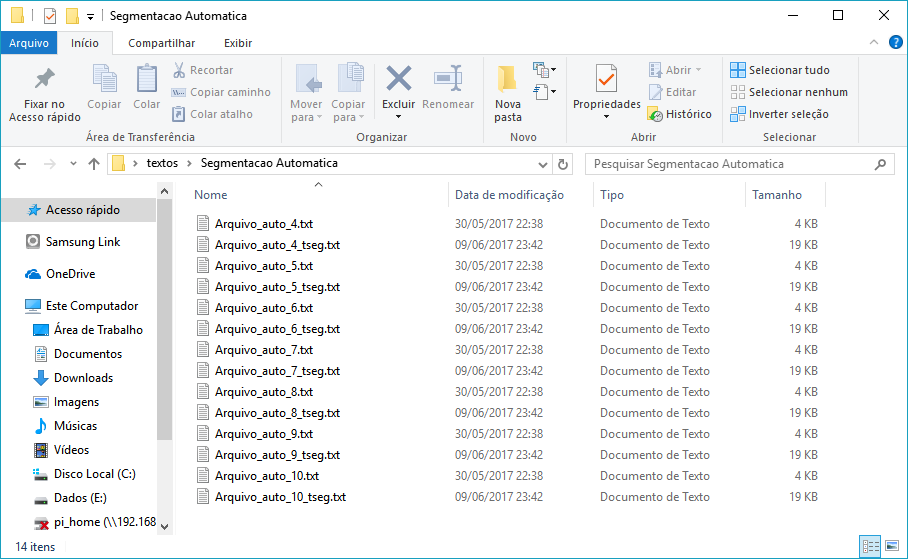 Segmentacao Automatica
Arquivo Início Compartilhar Exibir
Fixar no Acesso rápido
Copiar
Colar
Recortar
Copiar caminho
Colar atalho
Área de Transferência
Mover para
Copiar para
Excluir
Renomear
Organizar
Nova pasta
Novo
Propriedades
Abrir
Editar
Histórico
Abrir
Selecionar tudo
Selecionar nenhum
Inverter seleção
Selecionar
textos Segmentacao Automatica
Pesquisar Segmentacao Automatica
Acesso rápido
Samsung Link
OneDrive
Este Computador
Área de Trabalho
Documentos
Downloads
Imagens
Músicas
Vídeos
Disco Local (C:)
Dados (E:)
pi_home (\\192.168
Nome Data de modificação Tipo Tamanho
Arquivo_auto_4.txt 30/05/2017 22:38 Documento de Texto 4 KB
Arquivo_auto_4_tseg.txt 09/06/2017 23:42 Documento de Texto 19 KB
Arquivo_auto_5.txt 30/05/2017 22:38 Documento de Texto 4 KB
Arquivo_auto_5_tseg.txt 09/06/2017 23:42 Documento de Texto 19 KB
Arquivo_auto_6.txt 30/05/2017 22:38 Documento de Texto 4 KB
Arquivo_auto_6_tseg.txt 09/06/2017 23:42 Documento de Texto 19 KB
Arquivo_auto_7.txt 30/05/2017 22:38 Documento de Texto 4 KB
Arquivo_auto_7_tseg.txt 09/06/2017 23:42 Documento de Texto 19 KB
Arquivo_auto_8.txt 30/05/2017 22:38 Documento de Texto 4 KB
Arquivo_auto_8_tseg.txt 09/06/2017 23:42 Documento de Texto 19 KB
Arquivo_auto_9.txt 30/05/2017 22:38 Documento de Texto 4 KB
Arquivo_auto_9_tseg.txt 09/06/2017 23:42 Documento de Texto 19 KB
Arquivo_auto_10.txt 30/05/2017 22:38 Documento de Texto 4 KB
Arquivo_auto_10_tseg.txt 09/06/2017 23:42 Documento de Texto 19 KB
14 itens